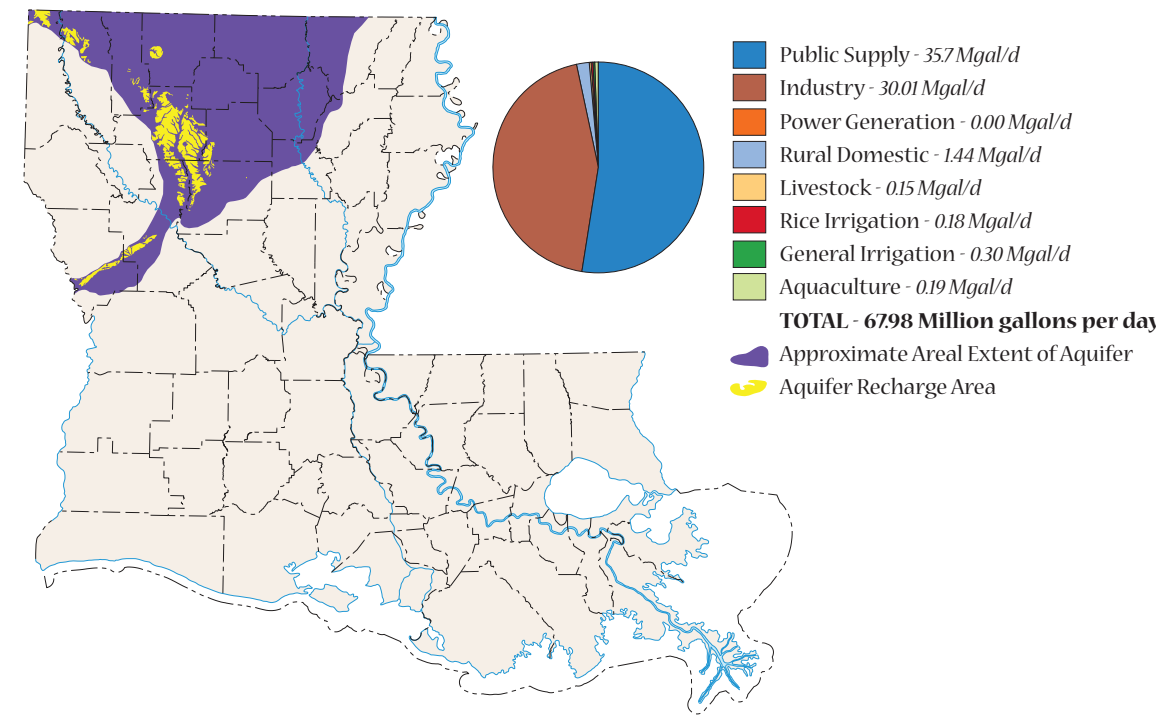 Public Supply - 35.7 Mgal/d
Industry - 30.01 Mgal/d
Power Generation - 0.00 Mgal/d
Rural Domestic - 1.44 Mgal/d
Livestock - 0.15 Mgal/d
Rice Irrigation - 0.18 Mgal/d
General Irrigation - 0.30 Mgal/d
Aquaculture - 0.19 Mgal/d
TOTAL - 67.98 Million gallons per day
Approximate Areal Extent of Aquifer
Aquifer Recharge Area